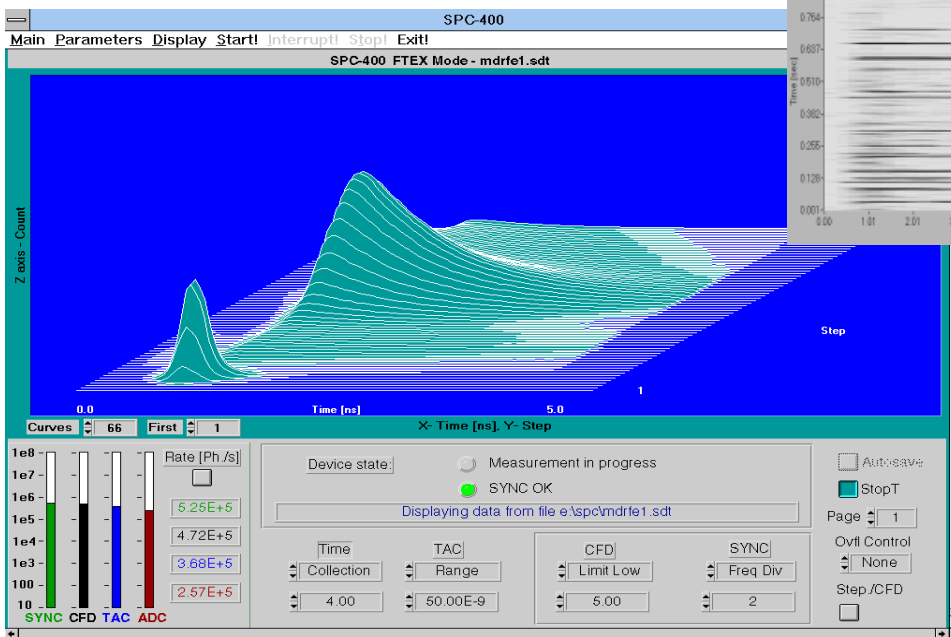 SPC-400
Main Parameters Display Start! Interrupt! Stop! Exit!
SPC-400 FTEX Mode - mdrfe1.sdt
Z axis - Count
Step
1
0.0 Time [ns] 5.0
X- Time [ns], Y- Step
Curves 66 First 1
Time [sec]
0.764
0.637
0.510
0.382
0.255
0.128
0.001
0.00 1.01 2.01
1e8
1e7
1e6
1e5
1e4
1e3
100
10
SYNC CFD TAC ADC
Rate [Ph./s]
5.25E+5
4.72E+5
3.68E+5
2.57E+5
Device state:
Measurement in progress
SYNC OK
Displaying data from file e:\spc\mdrfe1.sdt
Time
Collection
4.00
TAC
Range
50.00E-9
CFD
Limit Low
5.00
SYNC
Freq Div
2
Autosave
StopT
Page 1
Ovfl Control
None
Step./CFD